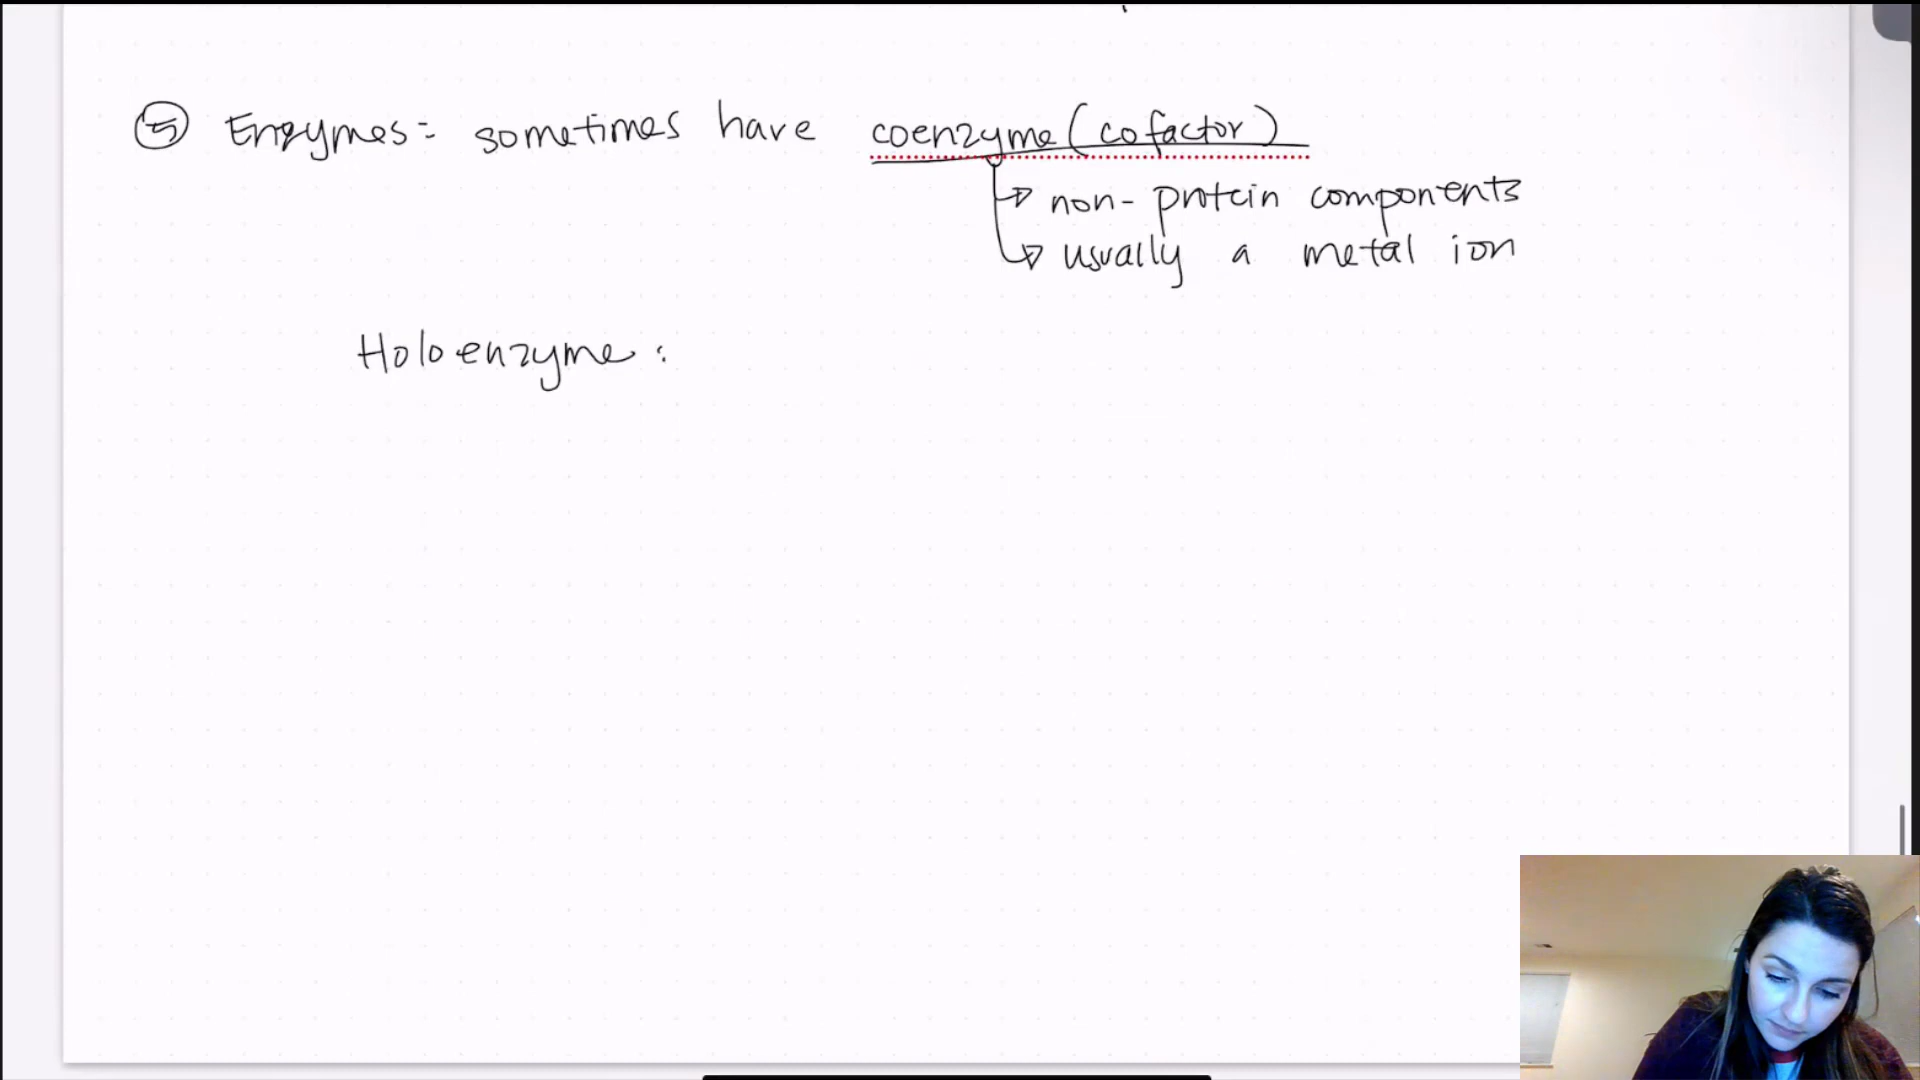 ⑤ Enzymes: sometimes have coenzyme (cofactor)
non-protein components
usually a metal ion
Holoenzyme: